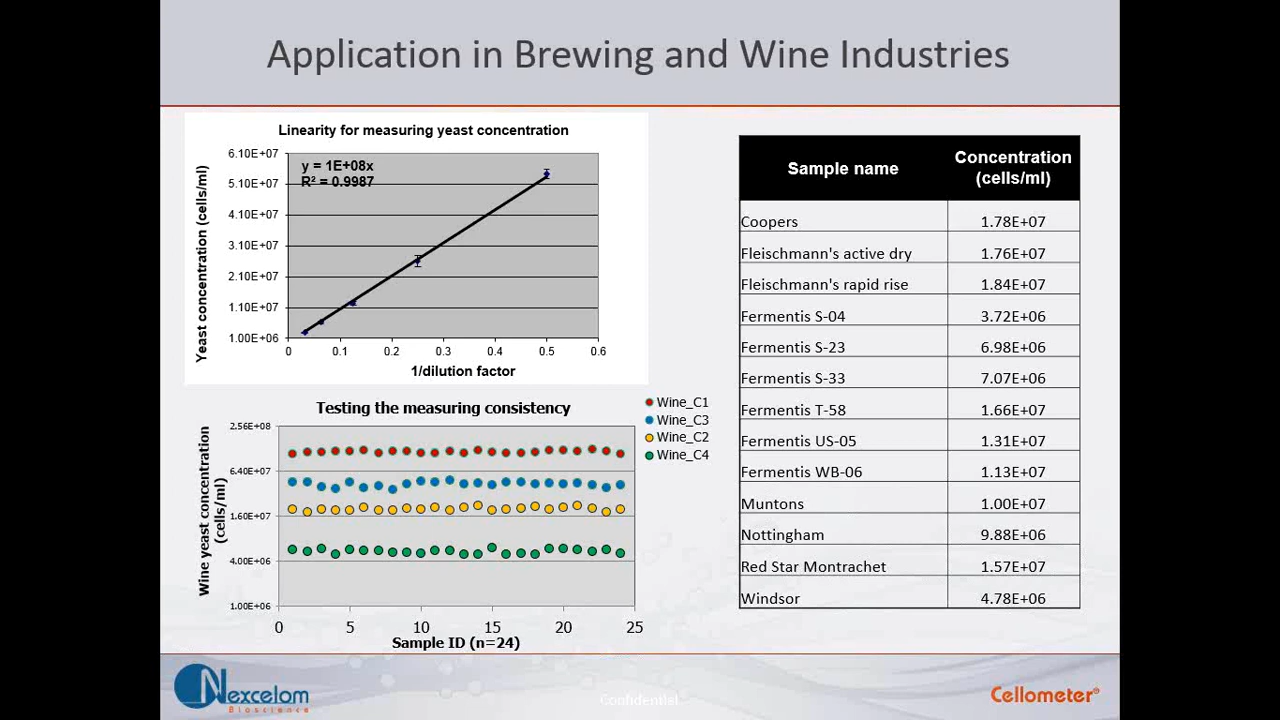 Application in Brewing and Wine Industries
Linearity for measuring yeast concentration
y = 1E+08x
R² = 0.9987
Yeast concentration (cells/ml)
6.10E+07
5.10E+07
4.10E+07
3.10E+07
2.10E+07
1.10E+07
1.00E+06
0 0.1 0.2 0.3 0.4 0.5 0.6
1/dilution factor
Testing the measuring consistency
Wine_C1
Wine_C3
Wine_C2
Wine_C4
Wine yeast concentration
(cells/ml)
2.56E+08
6.40E+07
1.60E+07
4.00E+06
1.00E+06
0 5 10 15 20 25
Sample ID (n=24)
Sample name Concentration (cells/ml)
Coopers 1.78E+07
Fleischmann's active dry 1.76E+07
Fleischmann's rapid rise 1.84E+07
Fermentis S-04 3.72E+06
Fermentis S-23 6.98E+06
Fermentis S-33 7.07E+06
Fermentis T-58 1.66E+07
Fermentis US-05 1.31E+07
Fermentis WB-06 1.13E+07
Muntons 1.00E+07
Nottingham 9.88E+06
Red Star Montrachet 1.57E+07
Windsor 4.78E+06
Nexcelom
Bioscience
Confidential
Cellometer®